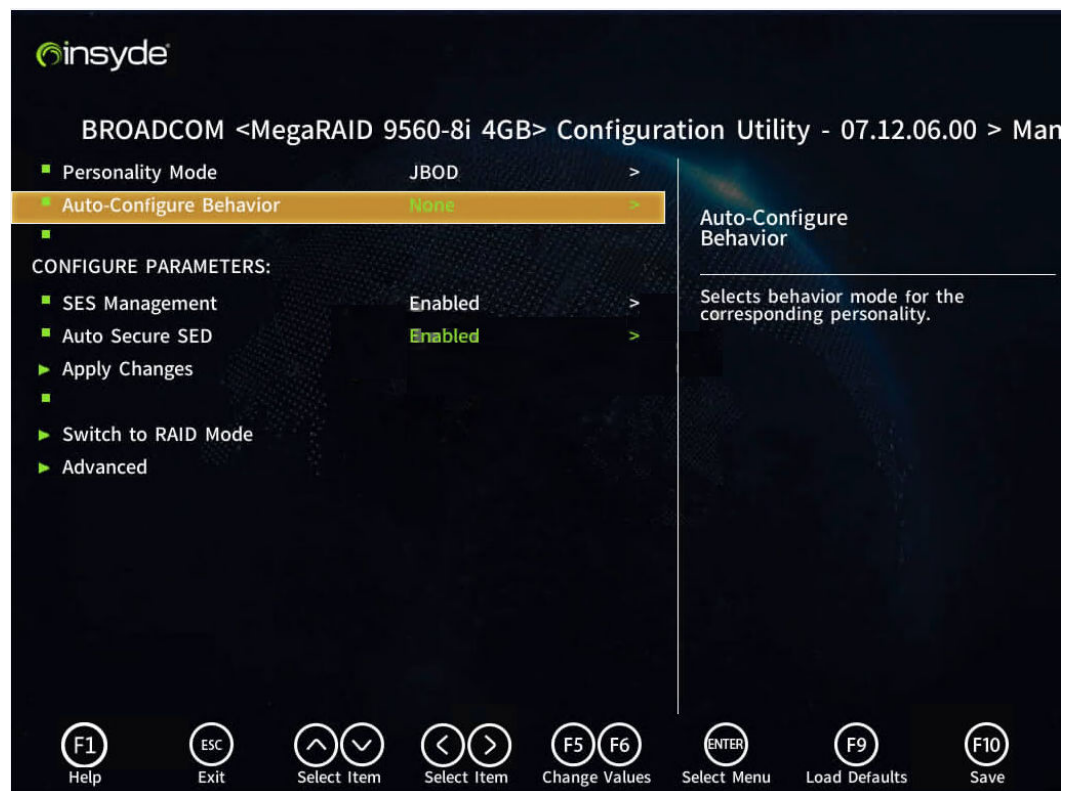 insyde
BROADCOM <MegaRAID 9560-8i 4GB> Configuration Utility - 07.12.06.00 > Man
Personality Mode JBOD >
Auto-Configure Behavior None >
CONFIGURE PARAMETERS:
SES Management Enabled >
Auto Secure SED Enabled >
Apply Changes
Switch to RAID Mode
Advanced
Auto-Configure
Behavior
Selects behavior mode for the
corresponding personality.
F1 ESC F5 F6 ENTER F9 F10
Help Exit Select Item Select Item Change Values Select Menu Load Defaults Save